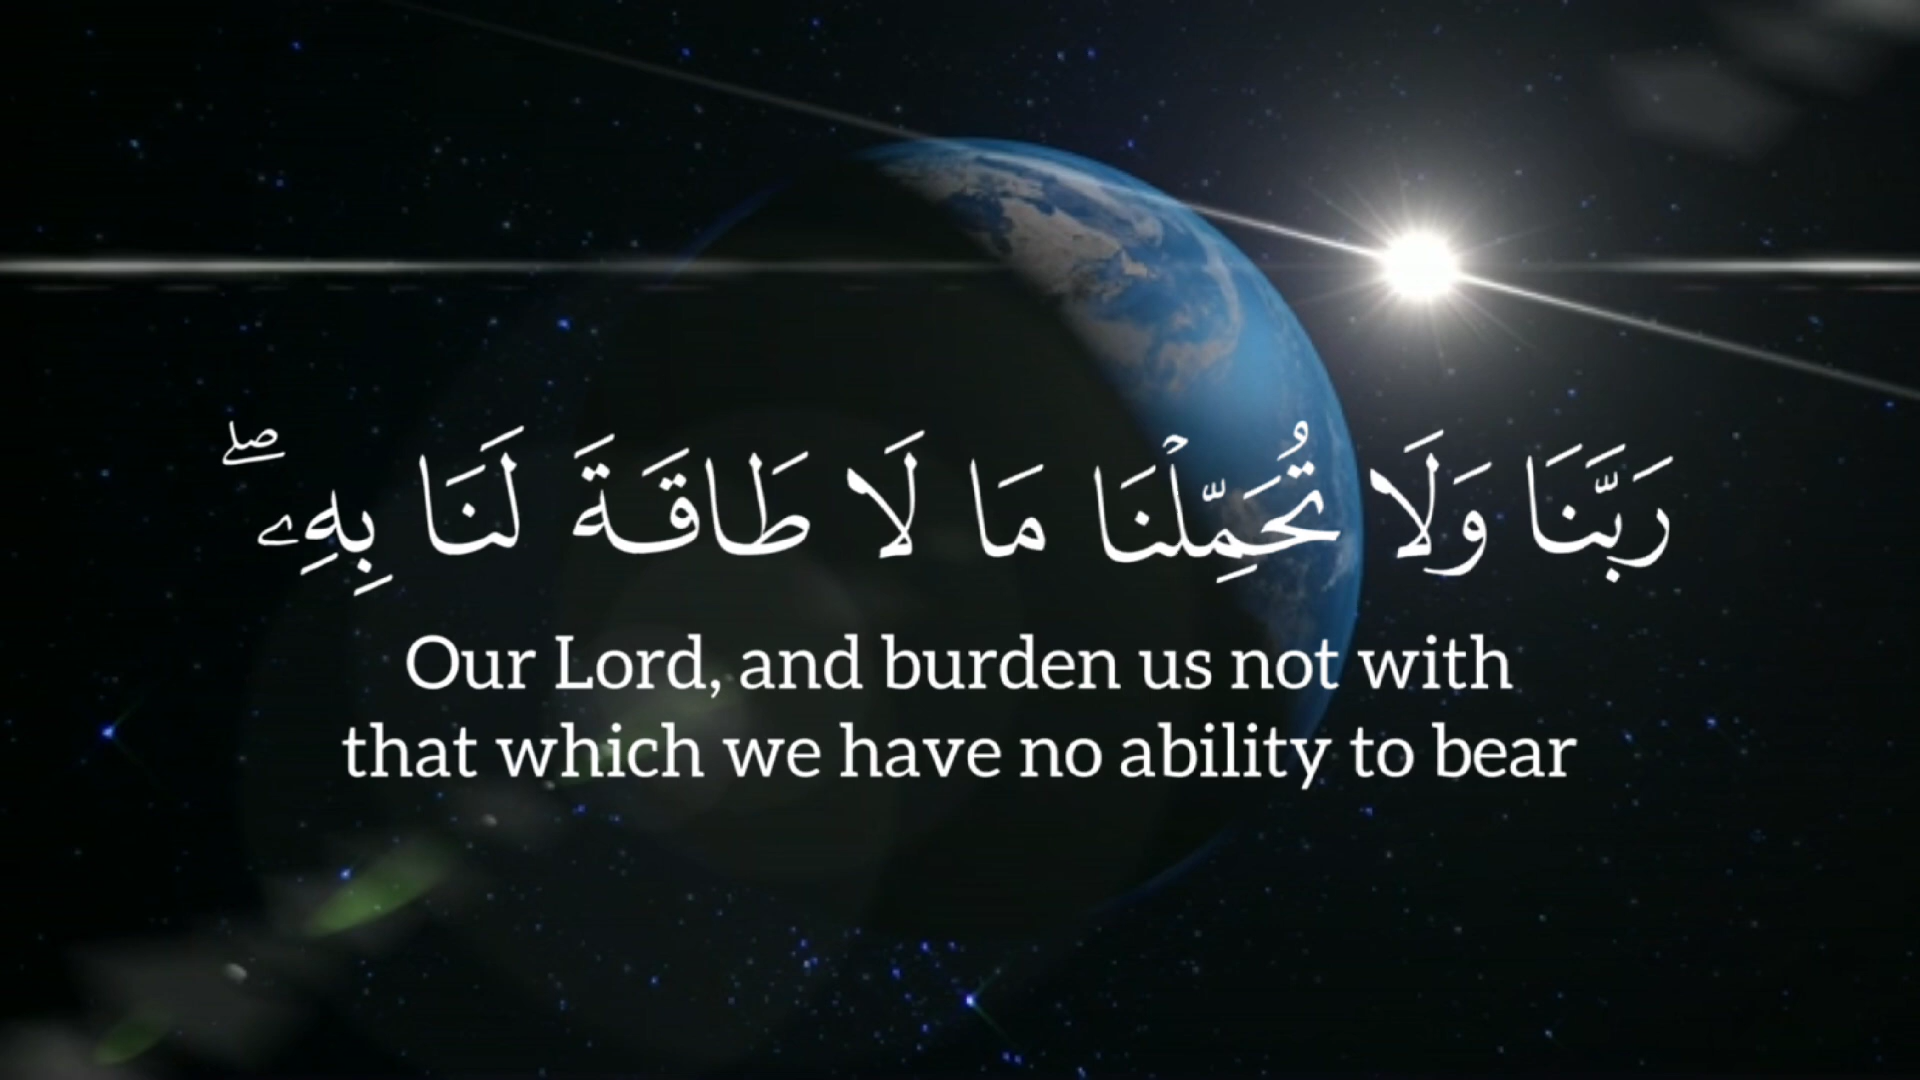 رَبَّنَا وَلَا تُحَمِّلۡنَا مَا لَا طَاقَةَ لَنَا بِهِۦۖ
Our Lord, and burden us not with
that which we have no ability to bear